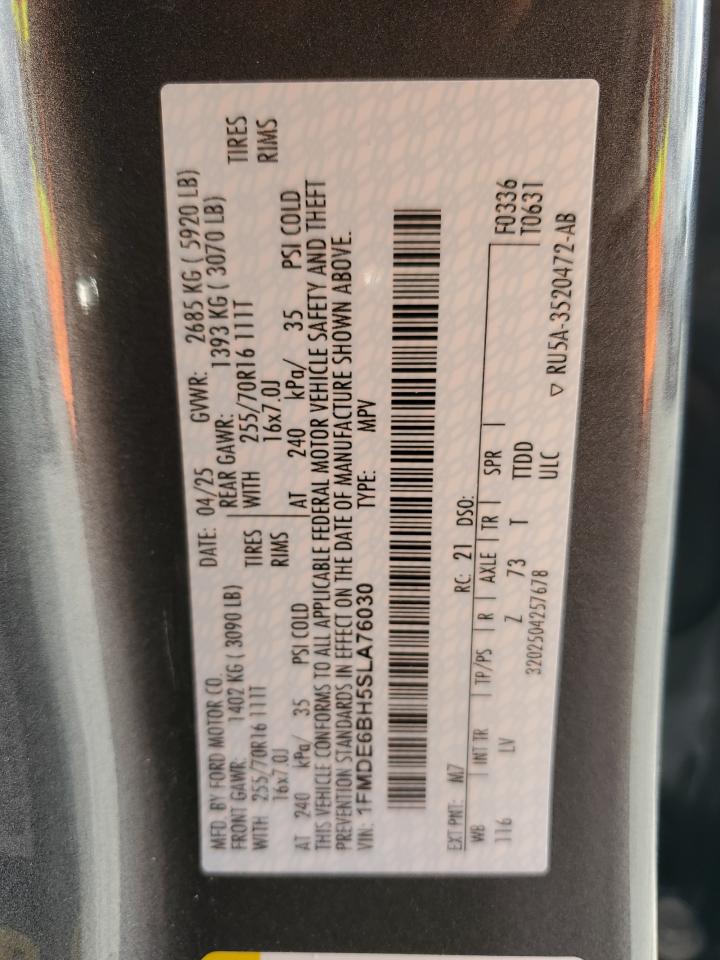 MFD. BY FORD MOTOR CO. DATE: 04/25 GVWR: 2685 KG ( 5920 LB)
FRONT GAWR: 1402 KG ( 3090 LB) REAR GAWR: 1393 KG ( 3070 LB)
WITH 255/70R16 111T TIRES WITH 255/70R16 111T TIRES
16x7.0J RIMS 16x7.0J RIMS
AT 240 kPa/ 35 PSI COLD AT 240 kPa/ 35 PSI COLD
THIS VEHICLE CONFORMS TO ALL APPLICABLE FEDERAL MOTOR VEHICLE SAFETY AND THEFT
PREVENTION STANDARDS IN EFFECT ON THE DATE OF MANUFACTURE SHOWN ABOVE.
VIN: 1FMDE6BH5SLA76030 TYPE: MPV
EXT PNT: M7 RC: 21 DSO: F0336
WB INT TR TP/PS R AXLE TR SPR T0631
116 LV Z 73 T TTDD
3202504257678 ULC ▽ RU5A-3520472-AB